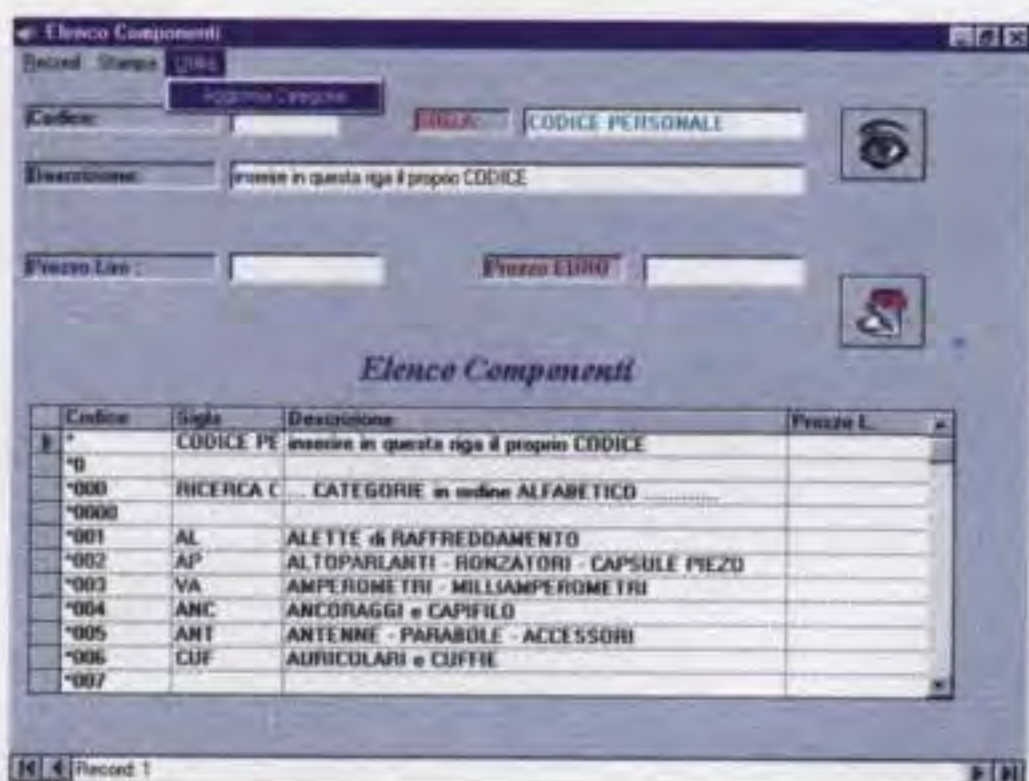 Elenco Componenti
Record Stampa Utilità
Aggiorna Categorie
Codice: SIGLA: CODICE PERSONALE
Descrizione: inserire in questa riga il proprio CODICE
Prezzo Lire : Prezzo EURO
Elenco Componenti
Codice Sigla Descrizione Prezzo L.
* CODICE PE inserire in questa riga il proprio CODICE
*0
*000 RICERCA C ... CATEGORIE in ordine ALFABETICO .............
*0000
*001 AL ALETTE di RAFFREDDAMENTO
*002 AP ALTOPARLANTI - RONZATORI - CAPSULE PIEZO
*003 VA AMPEROMETRI - MILLIAMPEROMETRI
*004 ANC ANCORAGGI e CAPIFILO
*005 ANT ANTENNE - PARABOLE - ACCESSORI
*006 CUF AURICOLARI e CUFFIE
*007
Record: 1